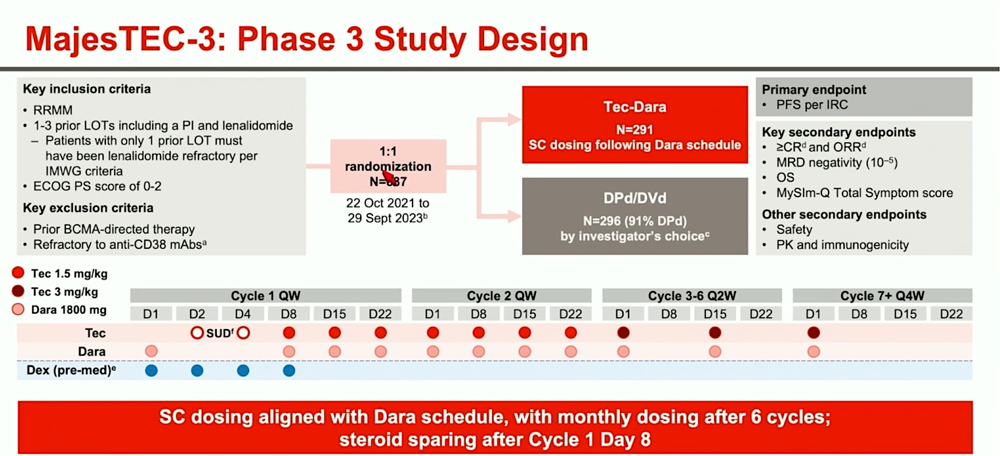 MajesTEC-3: Phase 3 Study Design
Key inclusion criteria
• RRMM
• 1-3 prior LOTs including a PI and lenalidomide
– Patients with only 1 prior LOT must
have been lenalidomide refractory per
IMWG criteria
• ECOG PS score of 0-2
Key exclusion criteria
• Prior BCMA-directed therapy
• Refractory to anti-CD38 mAbsᵃ
1:1
randomization
22 Oct 2021 to
29 Sept 2023ᵇ
Tec-Dara
N=291
SC dosing following Dara schedule
DPd/DVd
N=296 (91% DPd)
by investigator's choiceᶜ
Primary endpoint
• PFS per IRC
Key secondary endpoints
• ≥CRᵈ and ORRᵈ
• MRD negativity (10⁻⁵)
• OS
• MySIm-Q Total Symptom score
Other secondary endpoints
• Safety
• PK and immunogenicity
Tec 1.5 mg/kg
Tec 3 mg/kg
Dara 1800 mg
Cycle 1 QW Cycle 2 QW Cycle 3-6 Q2W Cycle 7+ Q4W
D1 D2 D4 D8 D15 D22 D1 D8 D15 D22 D1 D8 D15 D22 D1 D8 D15 D22
Tec SUDᶠ
Dara
Dex (pre-med)ᵉ
SC dosing aligned with Dara schedule, with monthly dosing after 6 cycles;
steroid sparing after Cycle 1 Day 8